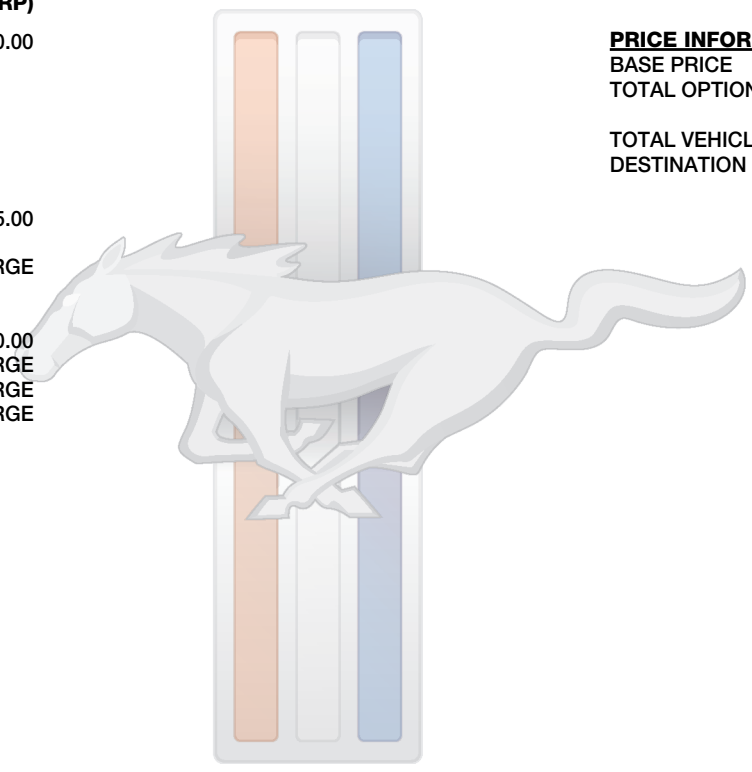 RP)
0.00
5.00
RGE
0.00
RGE
RGE
RGE
PRICE INFOR
BASE PRICE
TOTAL OPTION
TOTAL VEHICL
DESTINATION